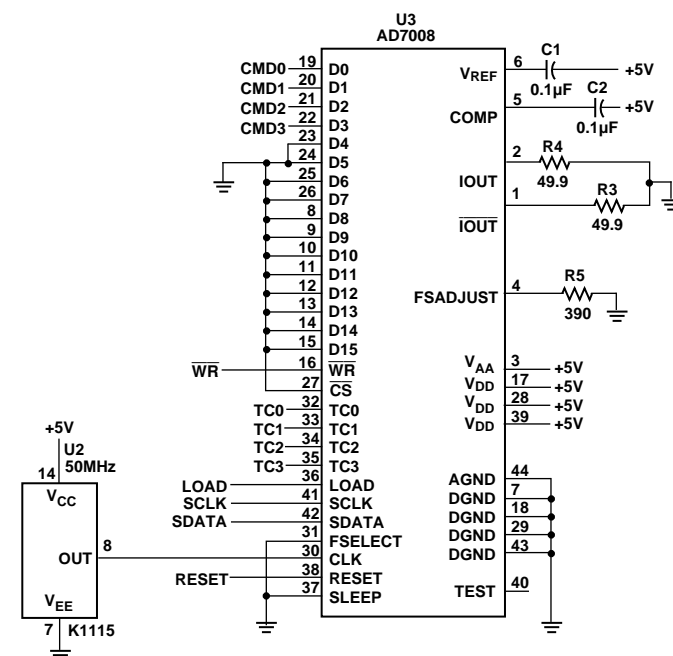 U3
AD7008
CMD0 19 D0
CMD1 20 D1
CMD2 21 D2
CMD3 22 D3
23 D4
24 D5
25 D6
26 D7
8 D8
9 D9
10 D10
11 D11
12 D12
13 D13
14 D14
15 D15
WR 16 WR
27 CS
TC0 32 TC0
TC1 33 TC1
TC2 34 TC2
TC3 35 TC3
LOAD 36 LOAD
SCLK 41 SCLK
SDATA 42 SDATA
31 FSELECT
30 CLK
RESET 38 RESET
37 SLEEP
VREF 6 C1 0.1µF +5V
COMP 5 C2 0.1µF +5V
IOUT 2 R4 49.9
IOUT 1 R3 49.9
FSADJUST 4 R5 390
VAA 3 +5V
VDD 17 +5V
VDD 28 +5V
VDD 39 +5V
AGND 44
DGND 7
DGND 18
DGND 29
DGND 43
TEST 40
+5V
U2
50MHz
14
VCC
OUT 8
VEE
7 K1115